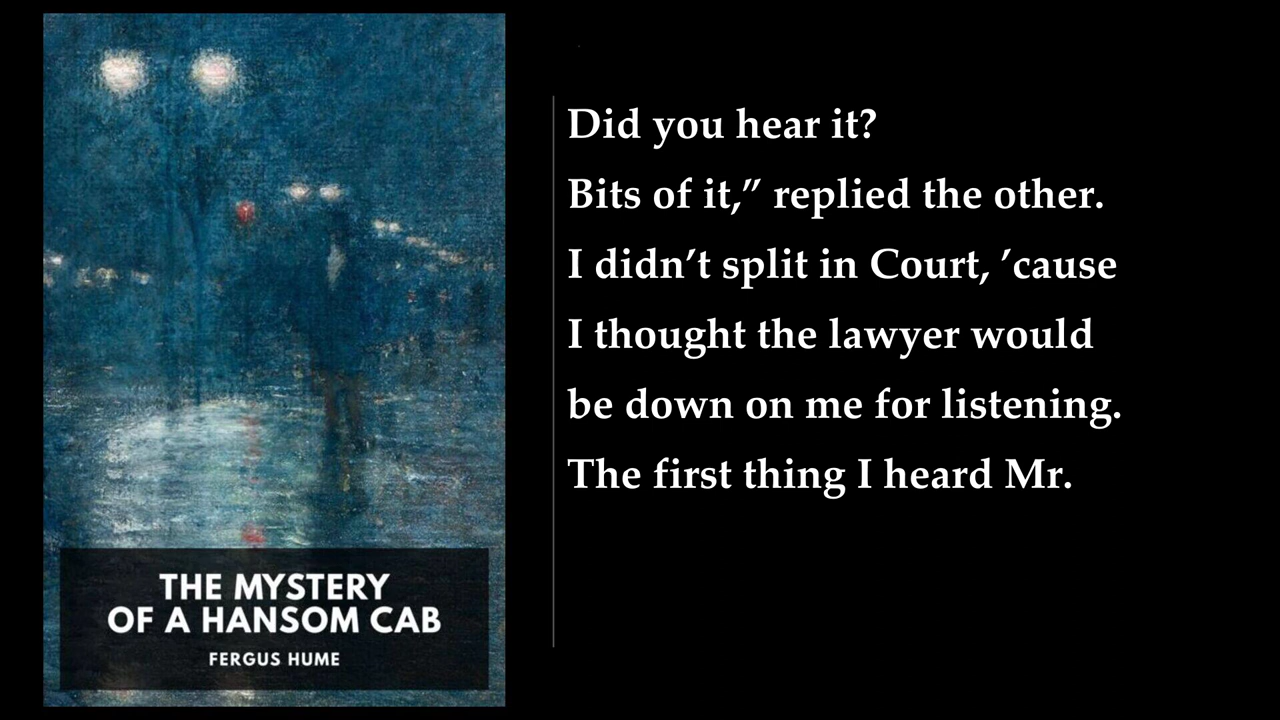 Did you hear it?
Bits of it,” replied the other.
I didn’t split in Court, ’cause
I thought the lawyer would
be down on me for listening.
The first thing I heard Mr.
THE MYSTERY
OF A HANSOM CAB
FERGUS HUME